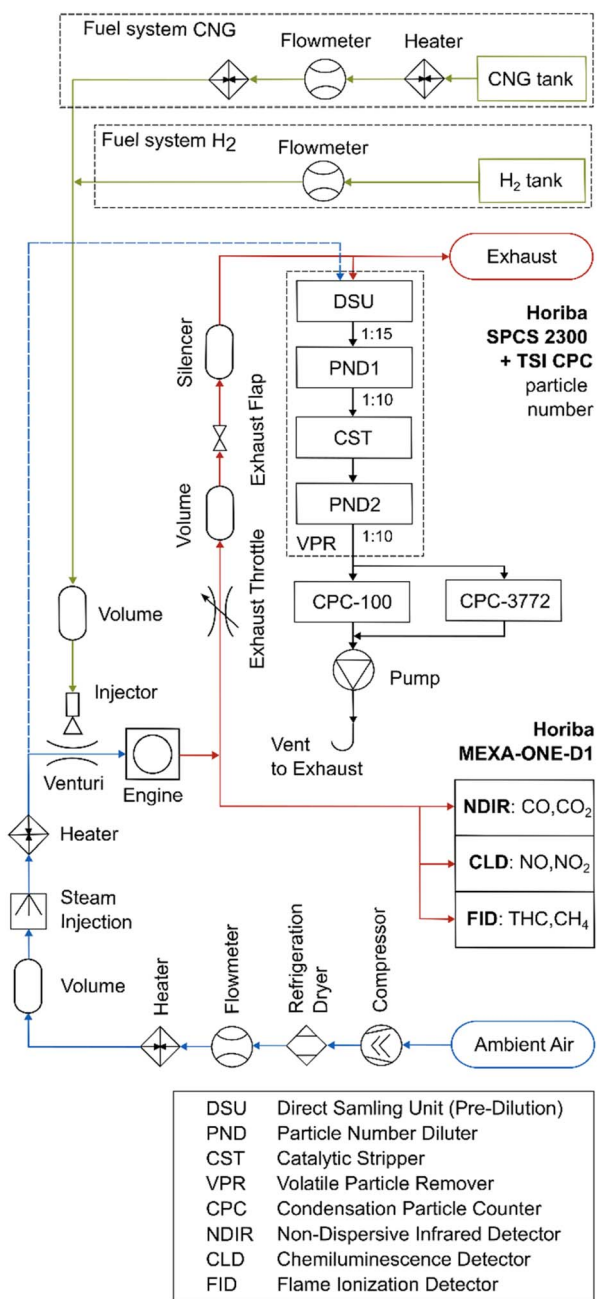 Fuel system CNG
Flowmeter
Heater
CNG tank
Fuel system H2
Flowmeter
H2 tank
Exhaust
DSU
1:15
PND1
1:10
CST
PND2
VPR
1:10
CPC-100
CPC-3772
Pump
Vent
to Exhaust
Horiba
SPCS 2300
+ TSI CPC
particle
number
Silencer
Exhaust Flap
Volume
Exhaust Throttle
Volume
Injector
Venturi
Engine
Horiba
MEXA-ONE-D1
NDIR: CO,CO2
CLD: NO,NO2
FID: THC,CH4
Heater
Steam
Injection
Volume
Heater
Flowmeter
Refrigeration
Dryer
Compressor
Ambient Air
DSU Direct Samling Unit (Pre-Dilution)
PND Particle Number Diluter
CST Catalytic Stripper
VPR Volatile Particle Remover
CPC Condensation Particle Counter
NDIR Non-Dispersive Infrared Detector
CLD Chemiluminescence Detector
FID Flame Ionization Detector